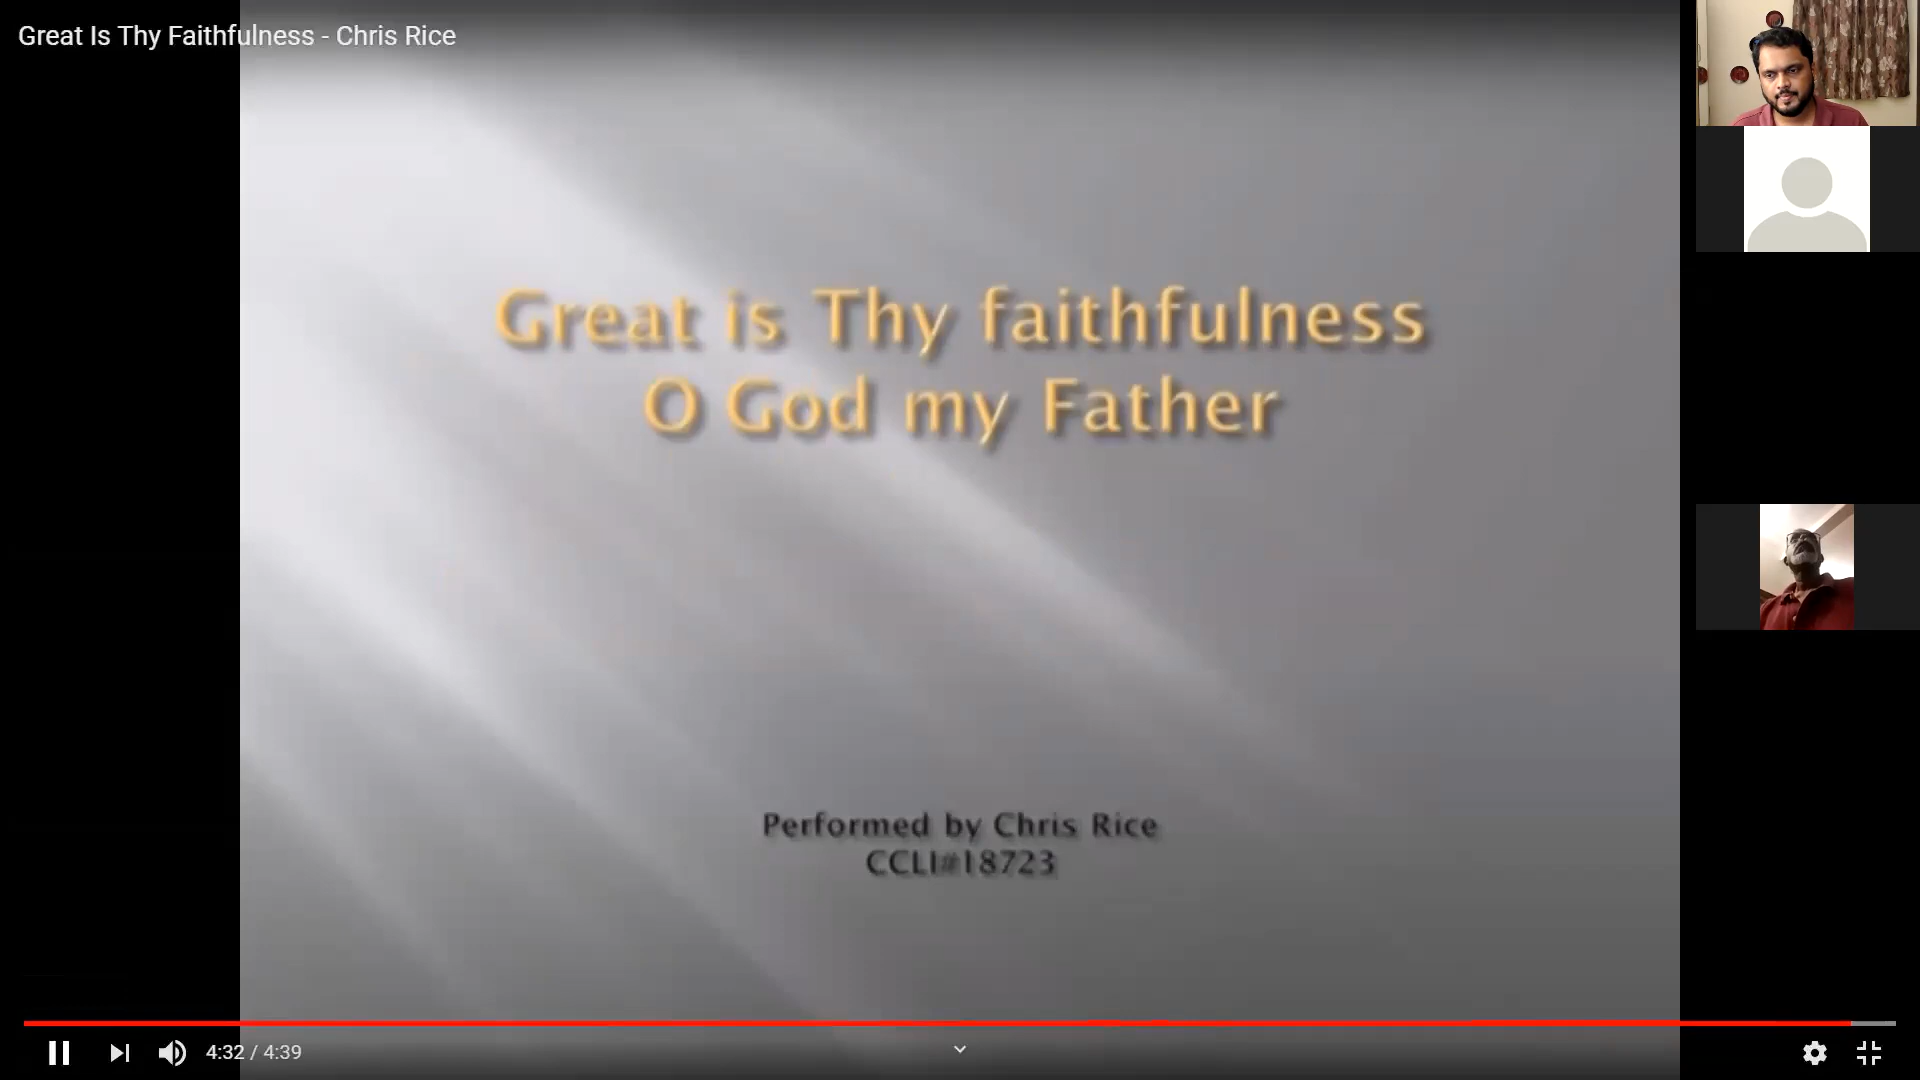 Great Is Thy Faithfulness - Chris Rice
Great is Thy faithfulness
O God my Father
Performed by Chris Rice
CCLI#18723
4:32 / 4:39